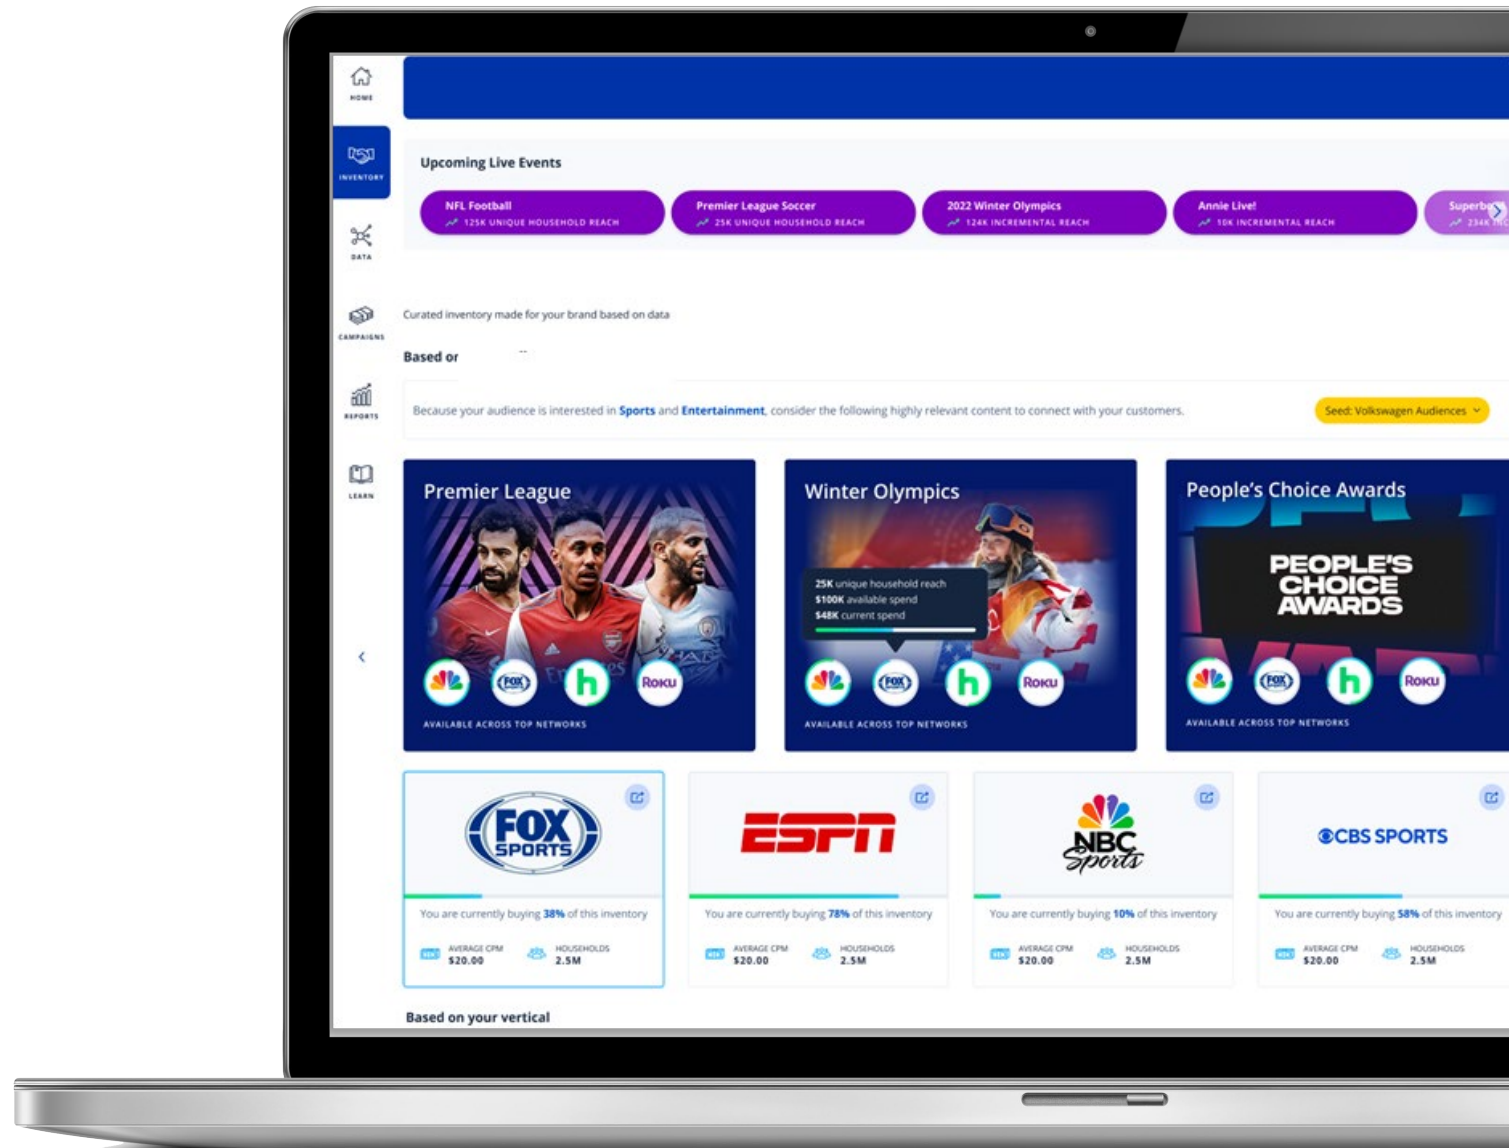 HOME
INVENTORY
DATA
CAMPAIGNS
REPORTS
LEARN
Upcoming Live Events
NFL Football
125K UNIQUE HOUSEHOLD REACH
Premier League Soccer
25K UNIQUE HOUSEHOLD REACH
2022 Winter Olympics
124K INCREMENTAL REACH
Annie Live!
10K INCREMENTAL REACH
234K
Curated inventory made for your brand based on data
Based
Because your audience is interested in Sports and Entertainment, consider the following highly relevant content to connect with your customers.
Seed: Volkswagen Audiences
Premier League
FOX SPORTS
h
ROKU
AVAILABLE ACROSS TOP NETWORKS
Winter Olympics
25K unique household reach
$100K available spend
$48K current spend
FOX SPORTS
h
ROKU
AVAILABLE ACROSS TOP NETWORKS
People's Choice Awards
PEOPLE'S
CHOICE
AWARDS
FOX SPORTS
h
ROKU
AVAILABLE ACROSS TOP NETWORKS
FOX
SPORTS
You are currently buying 38% of this inventory
AVERAGE CPM
$20.00
HOUSEHOLDS
2.5M
ESPN
You are currently buying 78% of this inventory
AVERAGE CPM
$20.00
HOUSEHOLDS
2.5M
NBC
Sports
You are currently buying 10% of this inventory
AVERAGE CPM
$20.00
HOUSEHOLDS
2.5M
CBS SPORTS
You are currently buying 58% of this inventory
AVERAGE CPM
$20.00
HOUSEHOLDS
2.5M
Based on your vertical